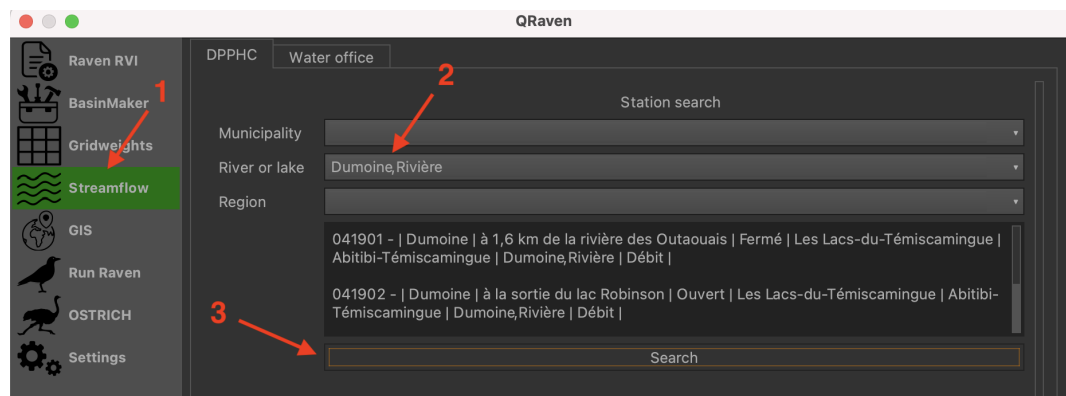 QRaven
Raven RVI
BasinMaker
Gridweights
Streamflow
GIS
Run Raven
OSTRICH
Settings
1
2
3
DPPHC
Water office
Station search
Municipality
River or lake
Dumoine,Rivière
Region
041901 - | Dumoine | à 1,6 km de la rivière des Outaouais | Fermé | Les Lacs-du-Témiscamingue |
Abitibi-Témiscamingue | Dumoine,Rivière | Débit |
041902 - | Dumoine | à la sortie du lac Robinson | Ouvert | Les Lacs-du-Témiscamingue | Abitibi-
Témiscamingue | Dumoine,Rivière | Débit |
Search